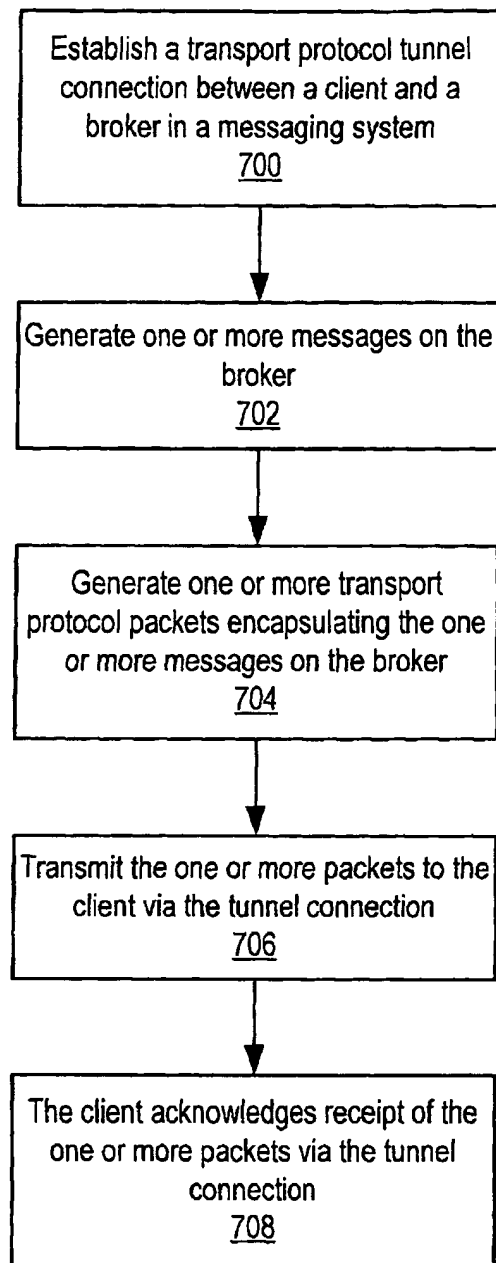 Establish a transport protocol tunnel
connection between a client and a
broker in a messaging system
700
Generate one or more messages on the
broker
702
Generate one or more transport
protocol packets encapsulating the one
or more messages on the broker
704
Transmit the one or more packets to the
client via the tunnel connection
706
The client acknowledges receipt of the
one or more packets via the tunnel
connection
708